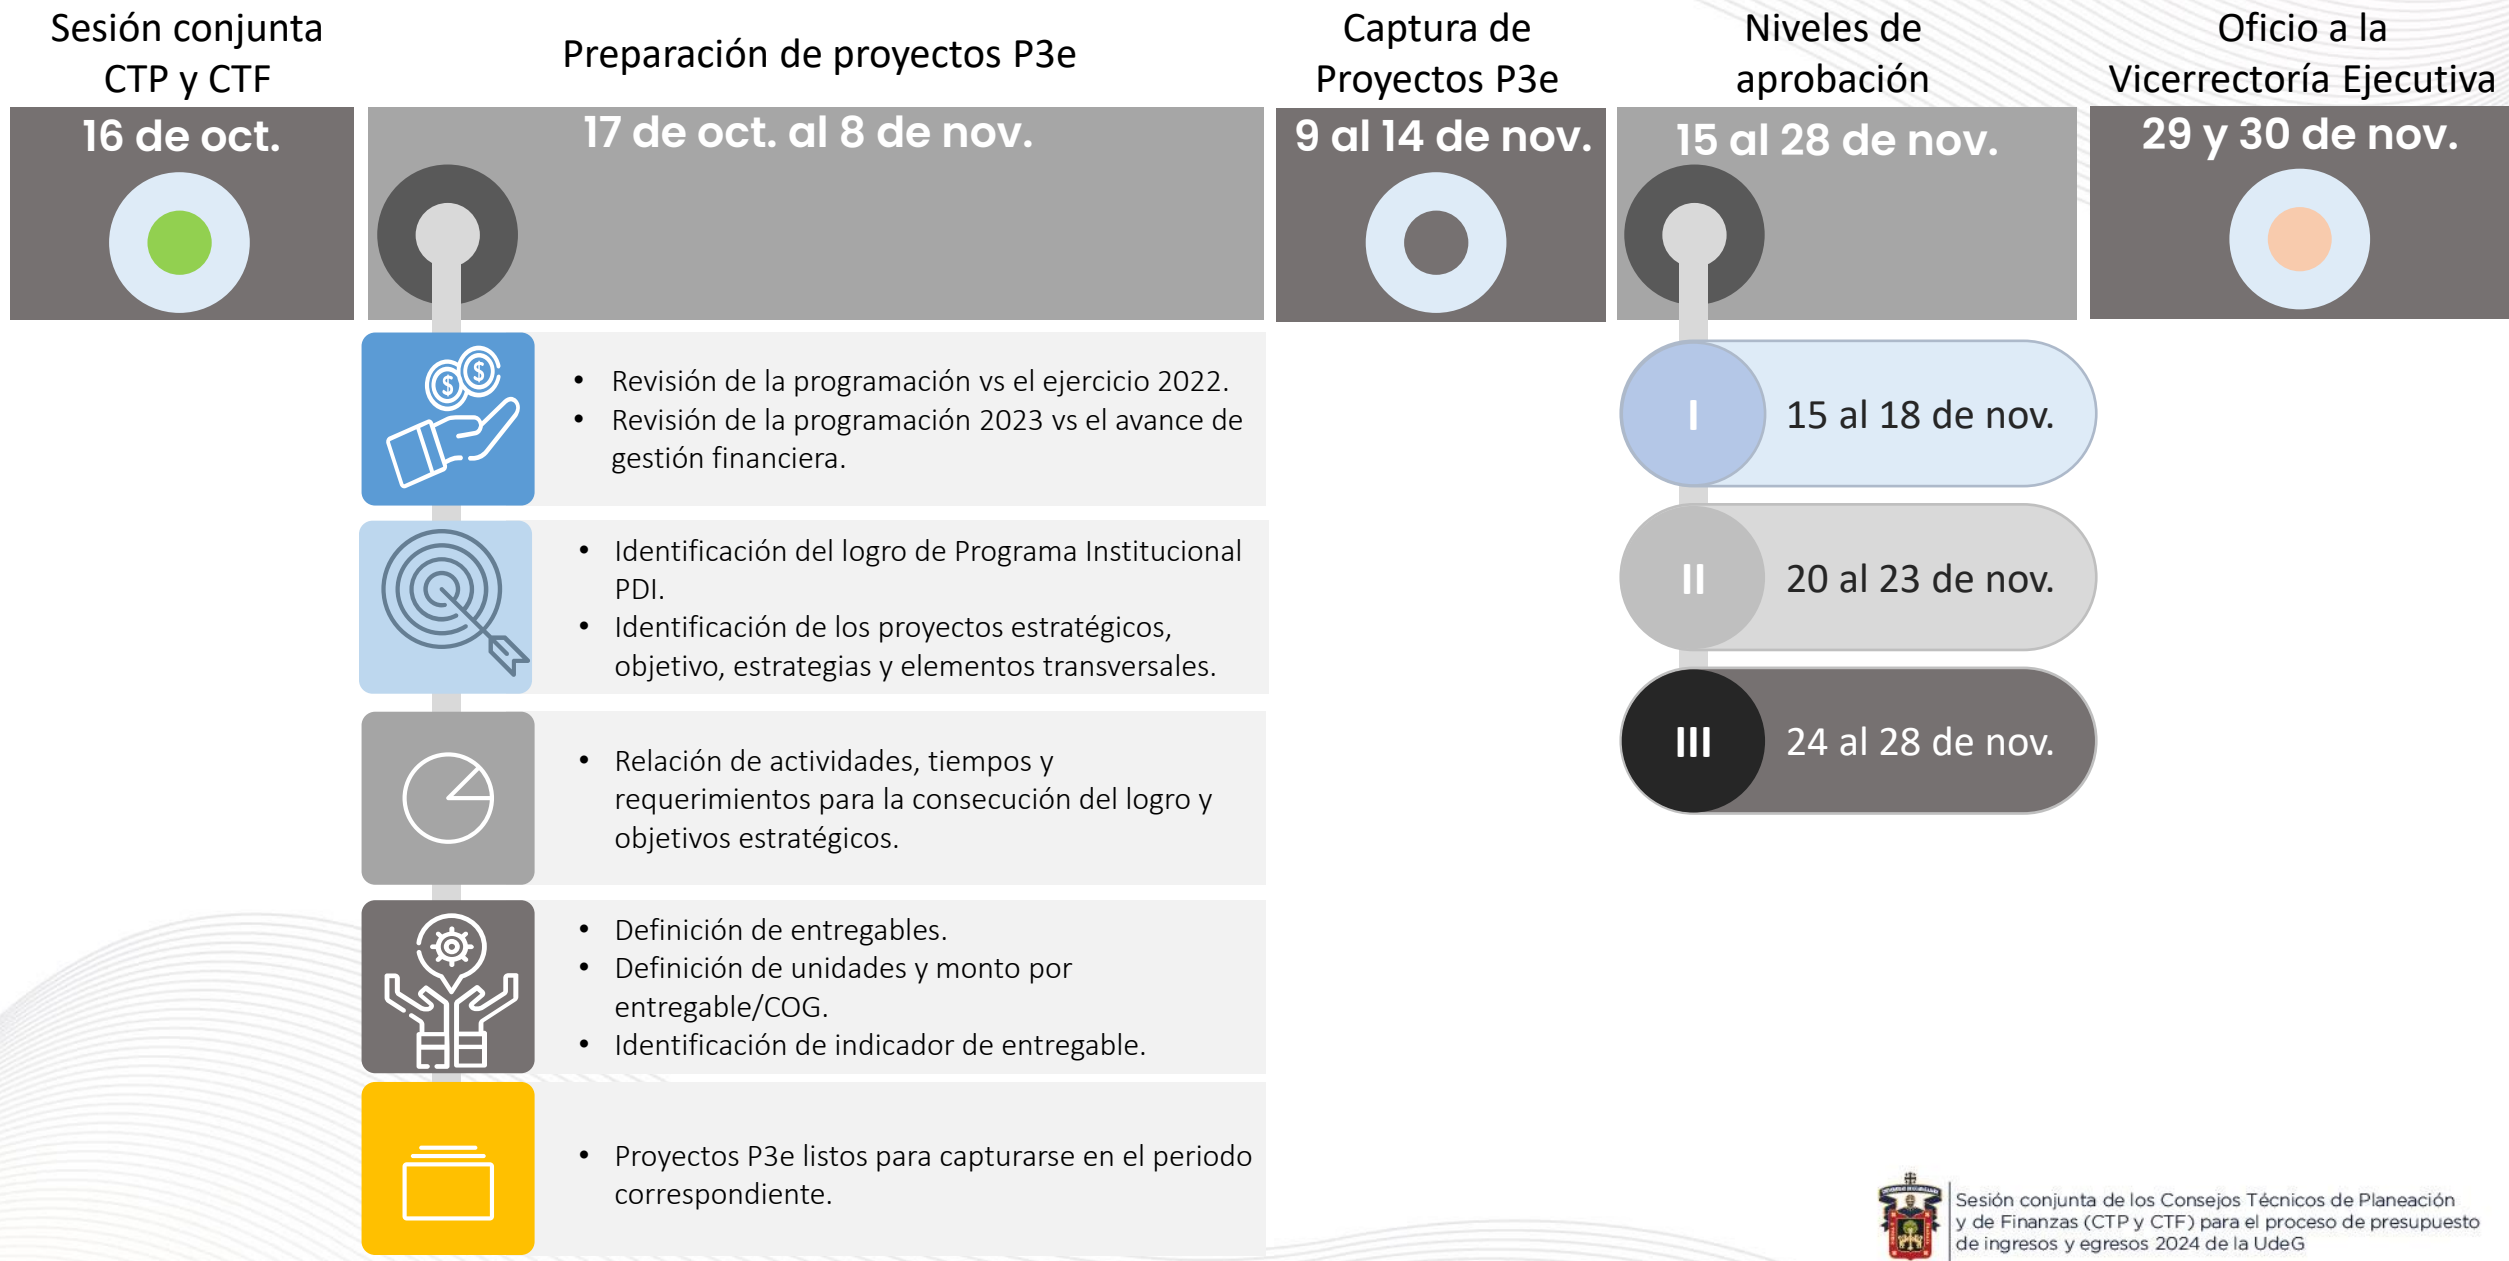 Sesión conjunta
CTP y CTF
16 de oct.
Preparación de proyectos P3e
17 de oct. al 8 de nov.
Captura de
Proyectos P3e
9 al 14 de nov.
Niveles de
aprobación
15 al 28 de nov.
Oficio a la
Vicerrectoría Ejecutiva
29 y 30 de nov.
$ $
• Revisión de la programación vs el ejercicio 2022.
• Revisión de la programación 2023 vs el avance de
gestión financiera.
• Identificación del logro de Programa Institucional
PDI.
• Identificación de los proyectos estratégicos,
objetivo, estrategias y elementos transversales.
• Relación de actividades, tiempos y
requerimientos para la consecución del logro y
objetivos estratégicos.
• Definición de entregables.
• Definición de unidades y monto por
entregable/COG.
• Identificación de indicador de entregable.
• Proyectos P3e listos para capturarse en el periodo
correspondiente.
I 15 al 18 de nov.
II 20 al 23 de nov.
III 24 al 28 de nov.
Sesión conjunta de los Consejos Técnicos de Planeación
y de Finanzas (CTP y CTF) para el proceso de presupuesto
de ingresos y egresos 2024 de la UdeG